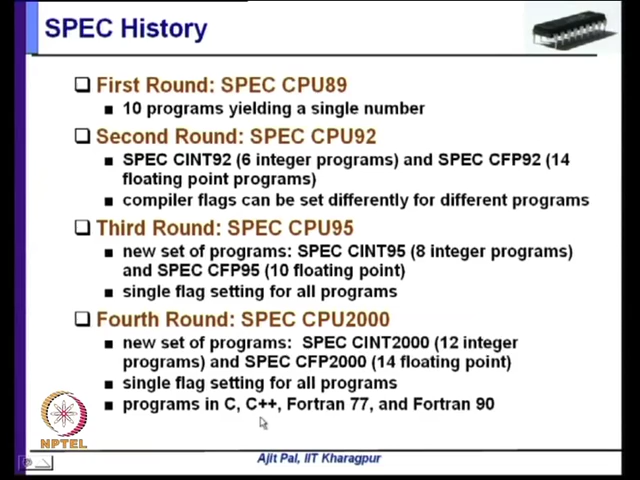 SPEC History
First Round: SPEC CPU89
10 programs yielding a single number
Second Round: SPEC CPU92
SPEC CINT92 (6 integer programs) and SPEC CFP92 (14
floating point programs)
compiler flags can be set differently for different programs
Third Round: SPEC CPU95
new set of programs: SPEC CINT95 (8 integer programs)
and SPEC CFP95 (10 floating point)
single flag setting for all programs
Fourth Round: SPEC CPU2000
new set of programs: SPEC CINT2000 (12 integer
programs) and SPEC CFP2000 (14 floating point)
single flag setting for all programs
programs in C, C++, Fortran 77, and Fortran 90
NPTEL
Ajit Pal, IIT Kharagpur